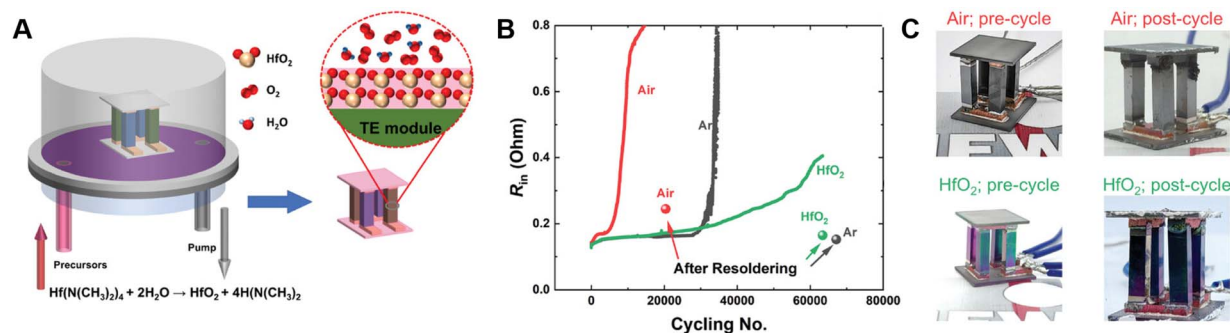 A
HfO₂
O₂
H₂O
TE module
Precursors
Pump
Hf(N(CH₃)₂)₄ + 2H₂O → HfO₂ + 4H(N(CH₃)₂
B
0.8
0.6
0.4
0.2
0.0
Rin (Ohm)
Air
Ar
HfO₂
Air
HfO₂
Ar
After Resoldering
0
20000
40000
60000
80000
Cycling No.
C
Air; pre-cycle
Air; post-cycle
HfO₂; pre-cycle
HfO₂; post-cycle